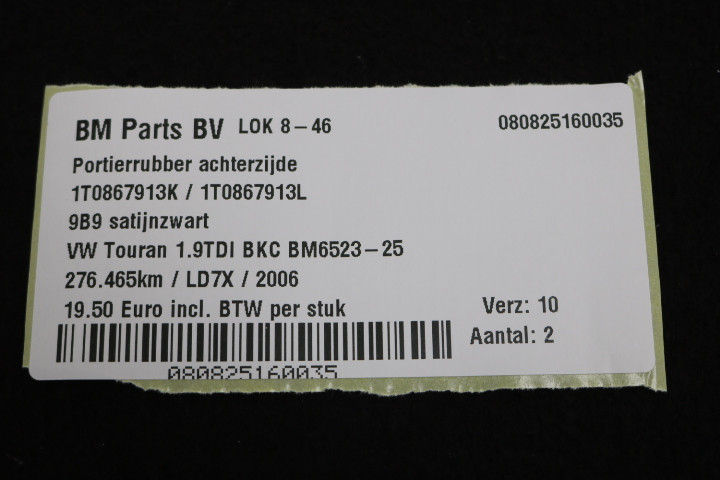 BM Parts BV LOK 8-46 080825160035
Portierrubber achterzijde
1T0867913K / 1T0867913L
9B9 satijnzwart
VW Touran 1.9TDI BKC BM6523-25
276.465km / LD7X / 2006
19.50 Euro incl. BTW per stuk Verz: 10
Aantal: 2
080825160035